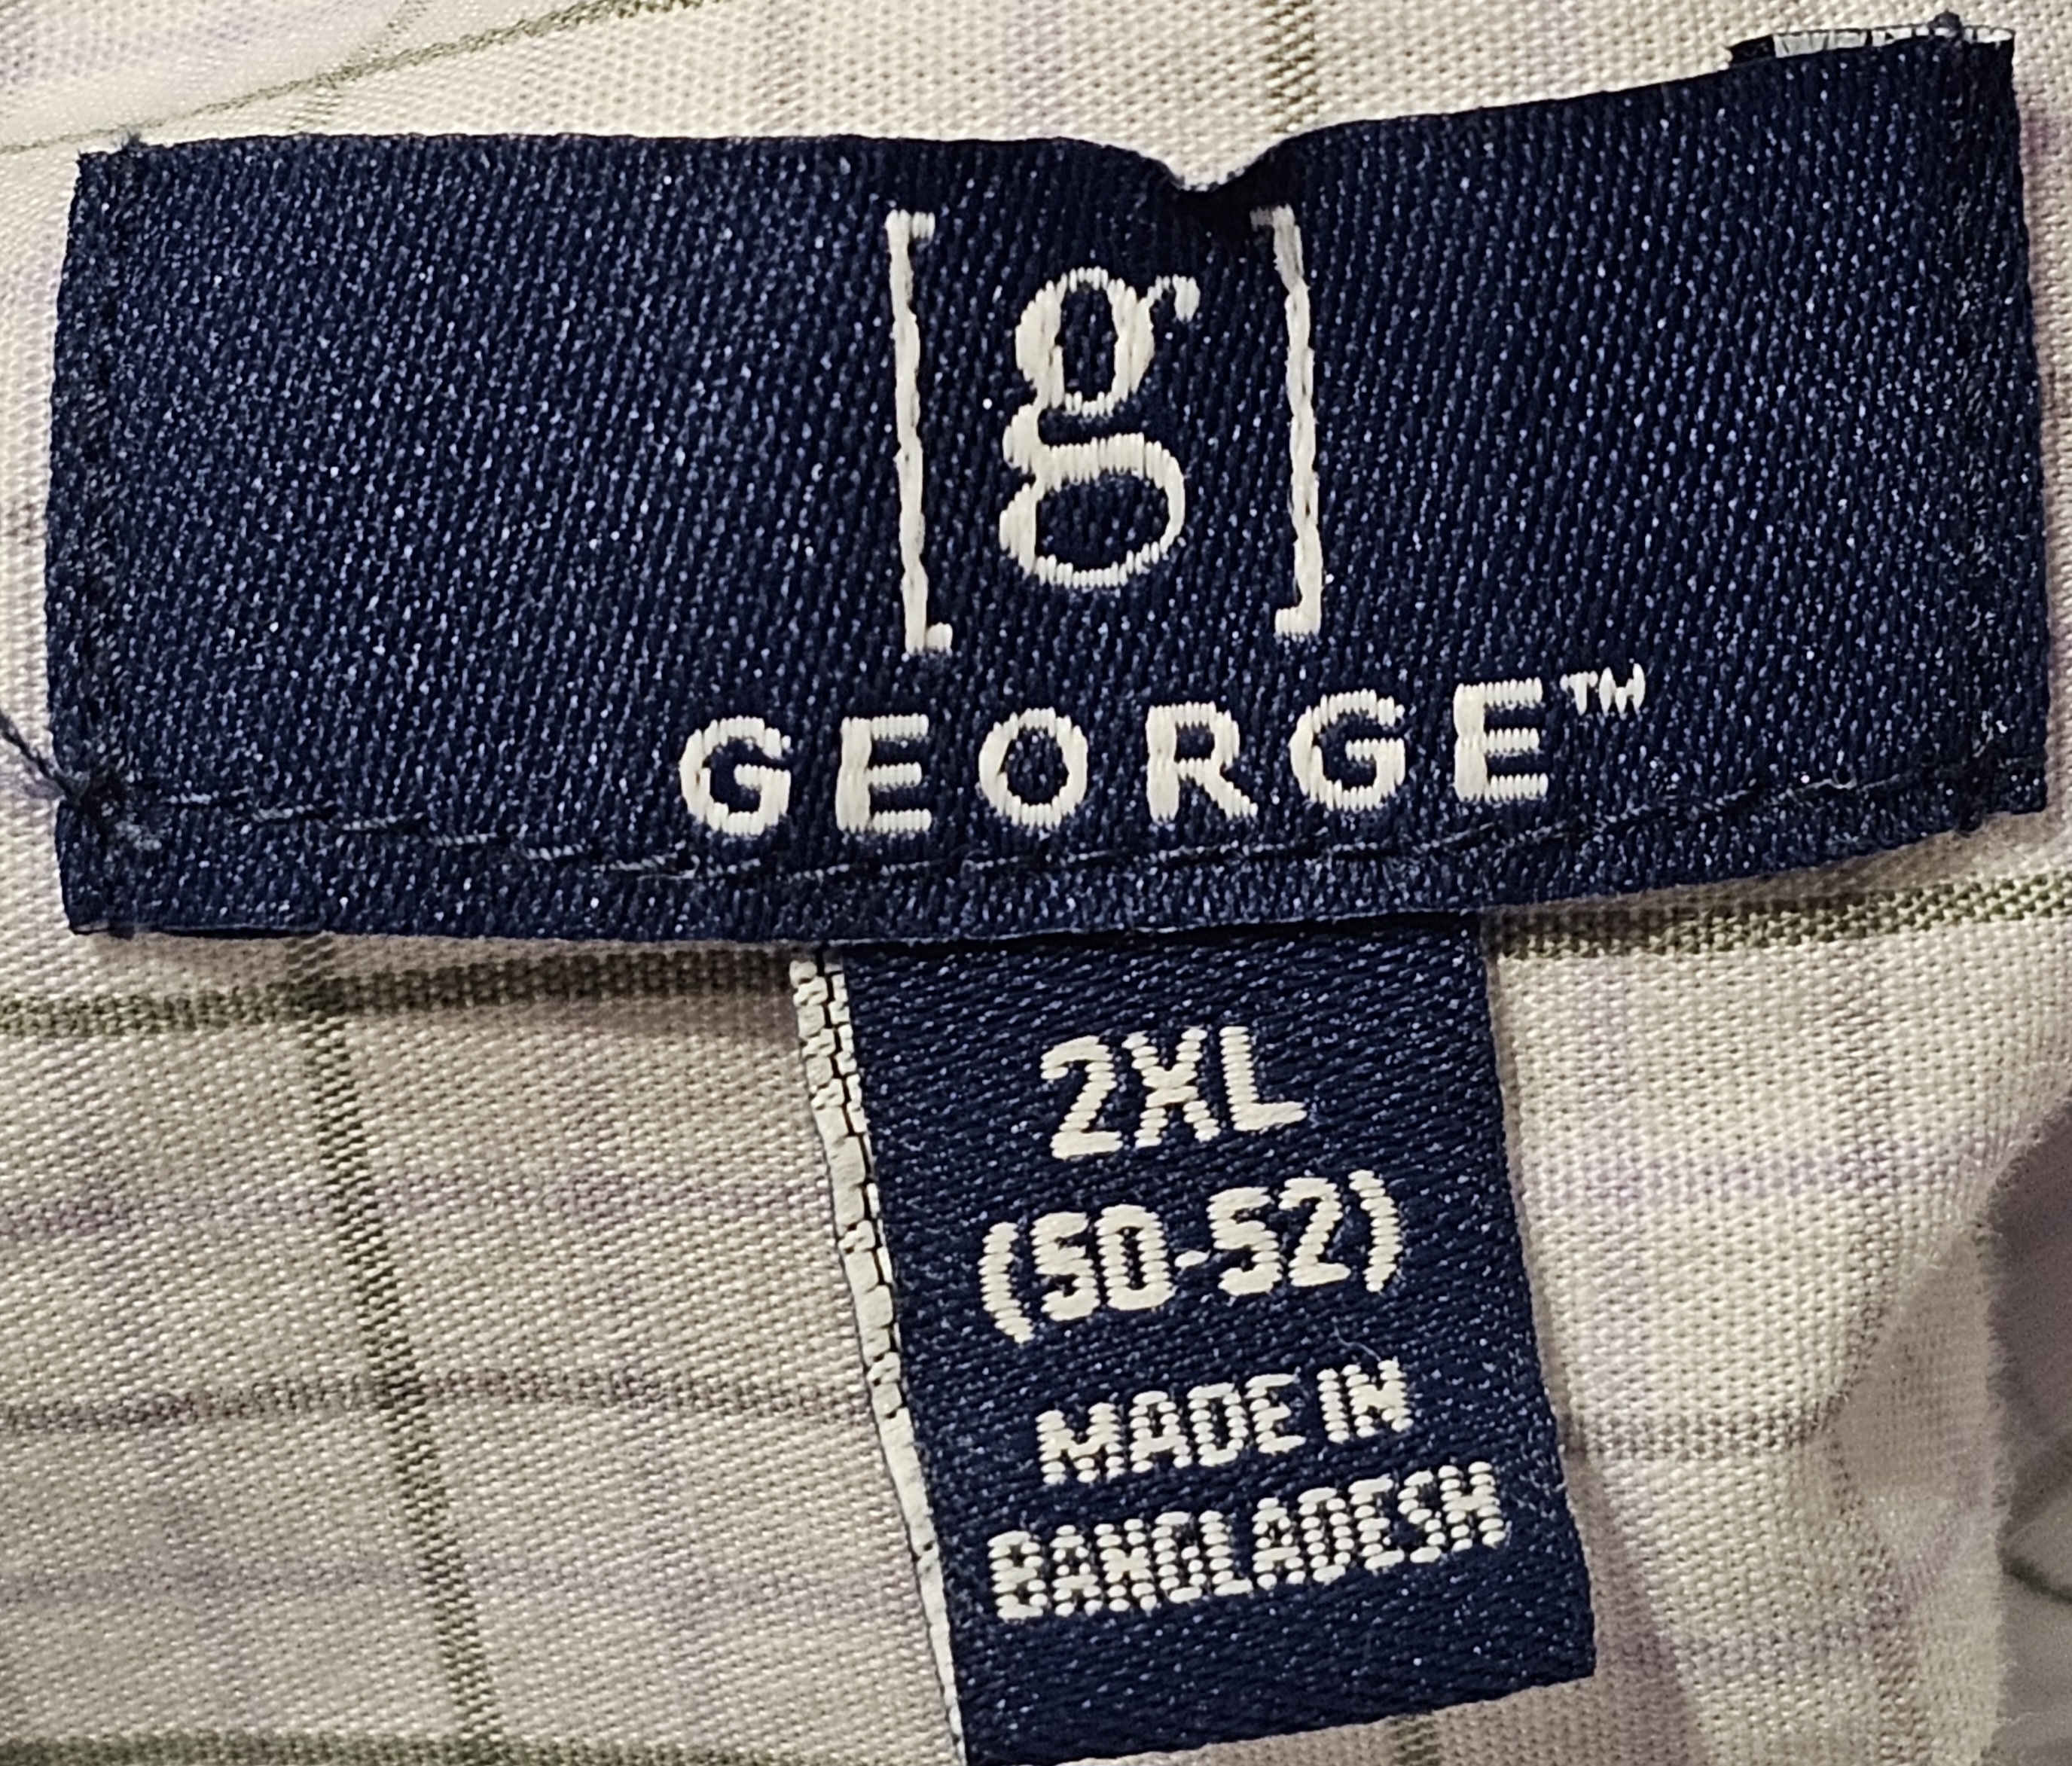 [g]
GEORGE™
2XL
(50-52)
MADE IN
BANGLADESH